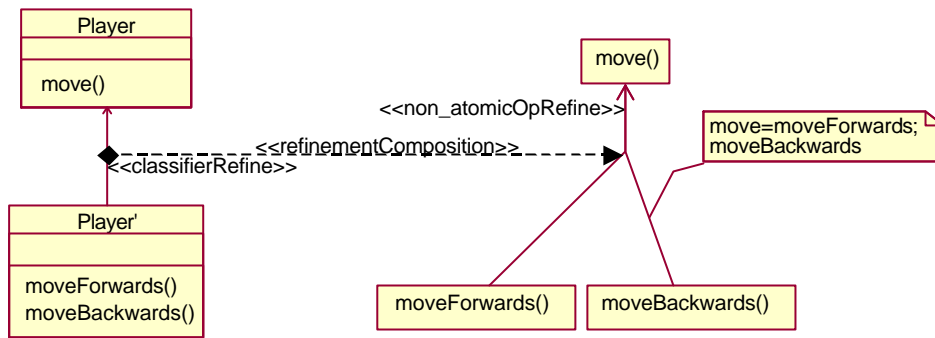 Player
move()
move()
<<non_atomicOpRefine>>
move=moveForwards;
moveBackwards
<<refinementComposition>>
<<classifierRefine>>
Player'
moveForwards()
moveBackwards()
moveForwards()
moveBackwards()